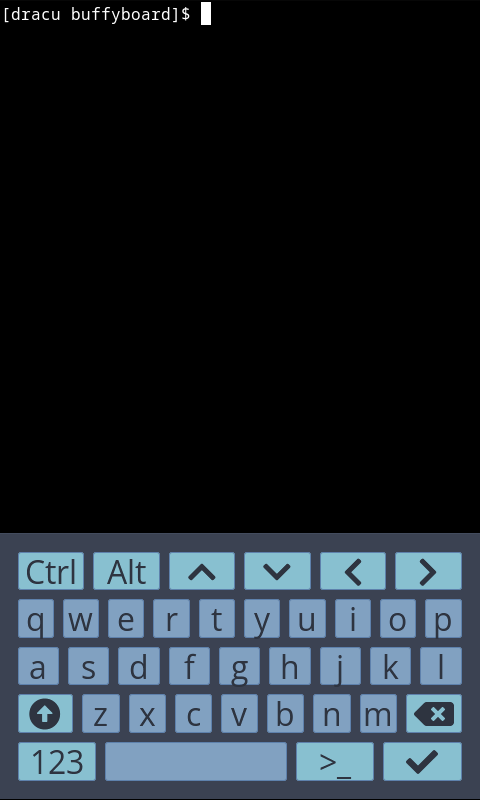 [dracu buffyboard]$
Ctrl Alt
q w e r t y u i o p
a s d f g h j k l
z x c v b n m
123 >_